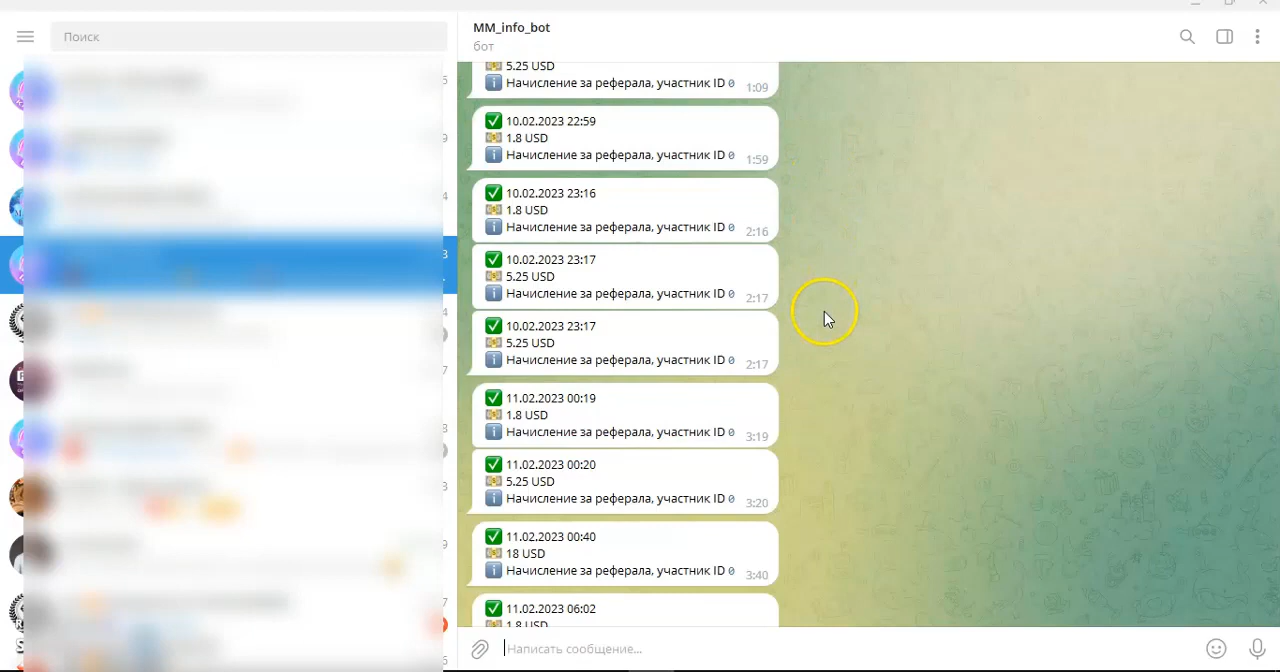 Поиск
MM_info_bot
бот
5.25 USD
Начисление за реферала, участник ID 0
1:09
10.02.2023 22:59
1.8 USD
Начисление за реферала, участник ID 0
1:59
10.02.2023 23:16
1.8 USD
Начисление за реферала, участник ID 0
2:16
10.02.2023 23:17
5.25 USD
Начисление за реферала, участник ID 0
2:17
10.02.2023 23:17
5.25 USD
Начисление за реферала, участник ID 0
2:17
11.02.2023 00:19
1.8 USD
Начисление за реферала, участник ID 0
3:19
11.02.2023 00:20
5.25 USD
Начисление за реферала, участник ID 0
3:20
11.02.2023 00:40
18 USD
Начисление за реферала, участник ID 0
3:40
11.02.2023 06:02
1.8 USD
Написать сообщение...